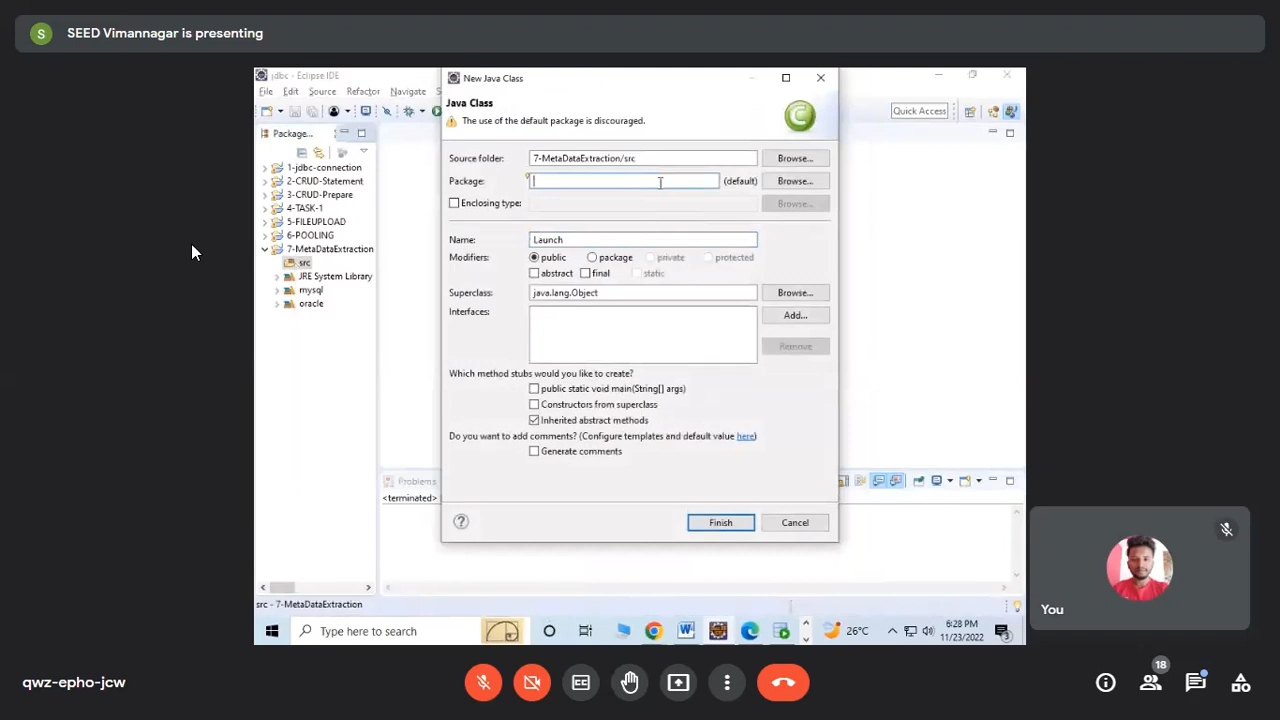 S SEED Vimannagar is presenting
jdbc - Eclipse IDE
File Edit Source Refactor Navigate
Quick Access
Package...
1-jdbc-connection
2-CRUD-Statement
3-CRUD-Prepare
4-TASK-1
5-FILEUPLOAD
6-POOLING
7-MetaDataExtraction
src
JRE System Library
mysql
oracle
New Java Class
Java Class
The use of the default package is discouraged.
C
Source folder: 7-MetaDataExtraction/src Browse...
Package: (default) Browse...
Enclosing type: Browse...
Name: Launch
Modifiers: public package private protected
abstract final static
Superclass: java.lang.Object Browse...
Interfaces: Add...
Remove
Which method stubs would you like to create?
public static void main(String[] args)
Constructors from superclass
Inherited abstract methods
Do you want to add comments? (Configure templates and default value here)
Generate comments
? Finish Cancel
Problems
<terminated>
src - 7-MetaDataExtraction
Type here to search
26°C
6:28 PM
11/23/2022
3
You
qwz-epho-jcw
18